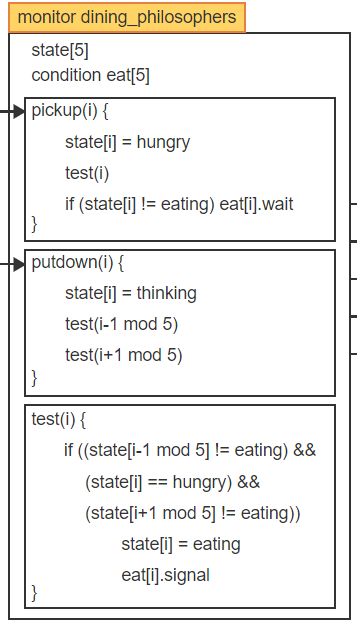 monitor dining_philosophers
state[5]
condition eat[5]
pickup(i) {
state[i] = hungry
test(i)
if (state[i] != eating) eat[i].wait
}
putdown(i) {
state[i] = thinking
test(i-1 mod 5)
test(i+1 mod 5)
}
test(i) {
if ((state[i-1 mod 5] != eating) &&
(state[i] == hungry) &&
(state[i+1 mod 5] != eating))
state[i] = eating
eat[i].signal
}